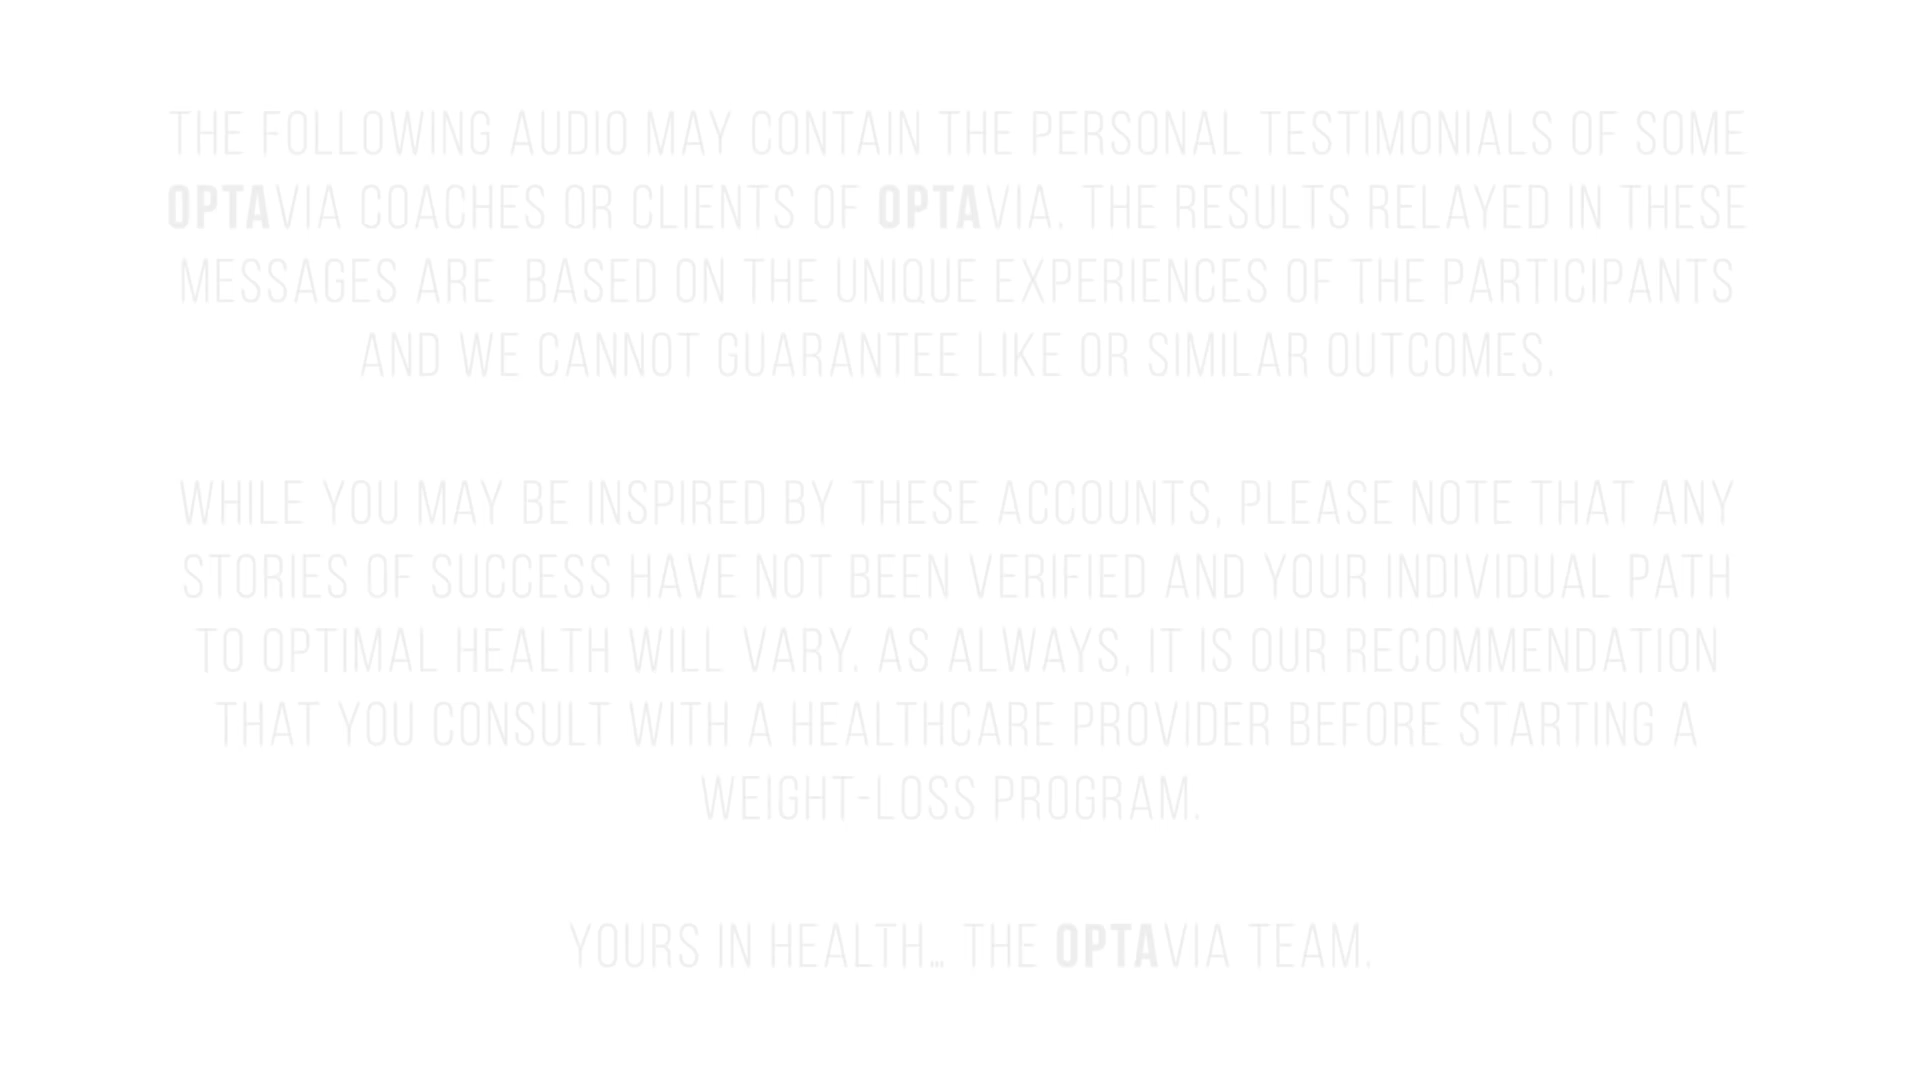 THE FOLLOWING AUDIO MAY CONTAIN THE PERSONAL TESTIMONIALS OF SOME
OPTAVIA COACHES OR CLIENTS OF OPTAVIA. THE RESULTS RELAYED IN THESE
MESSAGES ARE BASED ON THE UNIQUE EXPERIENCES OF THE PARTICIPANTS
AND WE CANNOT GUARANTEE LIKE OR SIMILAR OUTCOMES.
WHILE YOU MAY BE INSPIRED BY THESE ACCOUNTS, PLEASE NOTE THAT ANY
STORIES OF SUCCESS HAVE NOT BEEN VERIFIED AND YOUR INDIVIDUAL PATH
TO OPTIMAL HEALTH WILL VARY. AS ALWAYS, IT IS OUR RECOMMENDATION
THAT YOU CONSULT WITH A HEALTHCARE PROVIDER BEFORE STARTING A
WEIGHT-LOSS PROGRAM.
YOURS IN HEALTH… THE OPTAVIA TEAM.